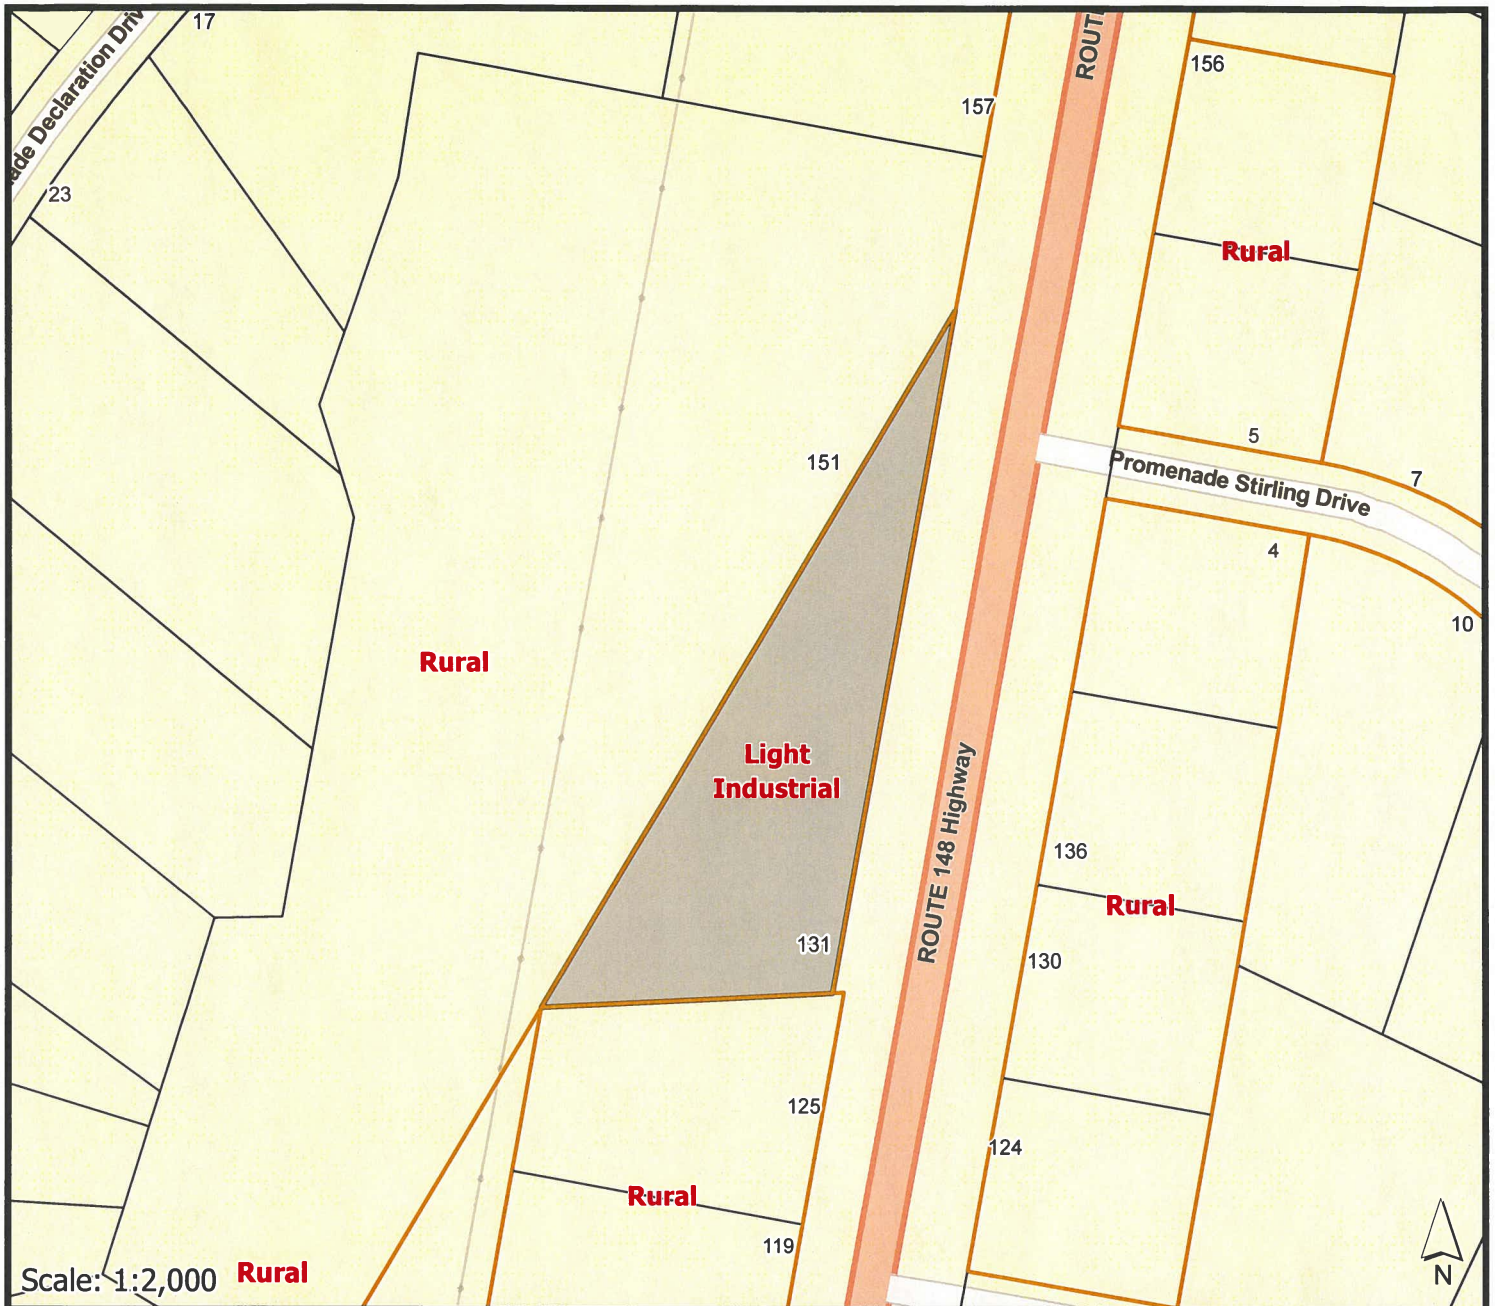 17
ade Declaration Driv
23
157
ROUT
156
Rural
151
5
Promenade Stirling Drive
7
4
10
Rural
Light
Industrial
ROUTE 148 Highway
136
Rural
131
130
125
124
Rural
119
Rural
Scale: 1:2,000
N